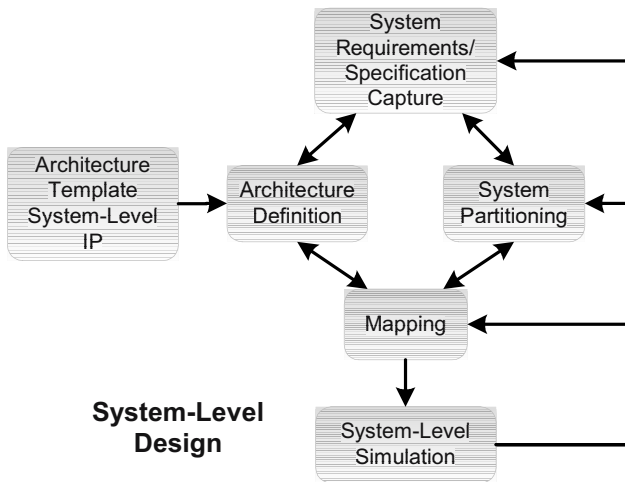 System
Requirements/
Specification
Capture
Architecture
Template
System-Level
IP
Architecture
Definition
System
Partitioning
Mapping
System-Level
Design
System-Level
Simulation